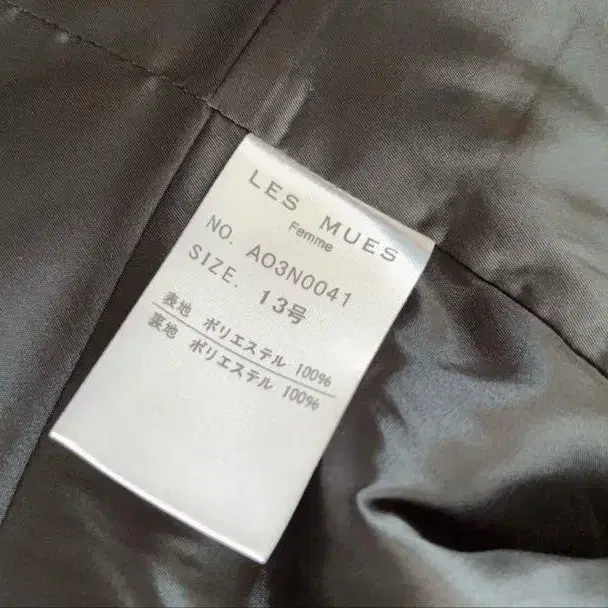 LES MUES
Femme
NO. AO3N0041
SIZE. 13号
表地 ポリエステル 100%
裏地 ポリエステル 100%